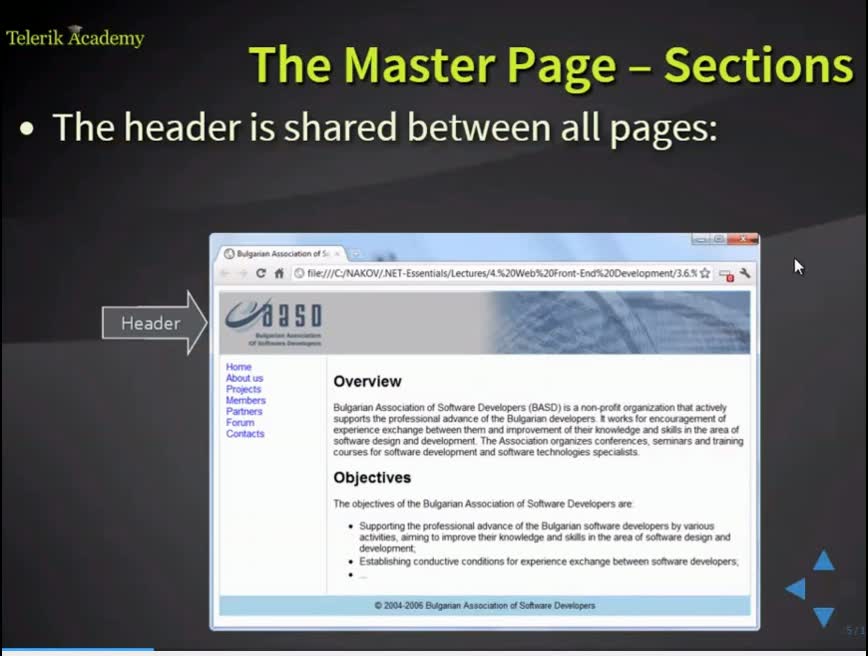 Telerik Academy
The Master Page – Sections
• The header is shared between all pages:
Bulgarian Association of S
file:///C:/NAKOV/.NET-Essentials/Lectures/4.%20Web%20Front-End%20Development/3.6.%
Header
BASD
Bulgarian Association
Of Software Developers
Home
About us
Projects
Members
Partners
Forum
Contacts
Overview
Bulgarian Association of Software Developers (BASD) is a non-profit organization that actively
supports the professional advance of the Bulgarian developers. It works for encouragement of
experience exchange between them and improvement of their knowledge and skills in the area of
software design and development. The Association organizes conferences, seminars and training
courses for software development and software technologies specialists.
Objectives
The objectives of the Bulgarian Association of Software Developers are:
• Supporting the professional advance of the Bulgarian software developers by various
activities, aiming to improve their knowledge and skills in the area of software design and
development;
• Establishing conductive conditions for experience exchange between software developers;
• ...
© 2004-2006 Bulgarian Association of Software Developers